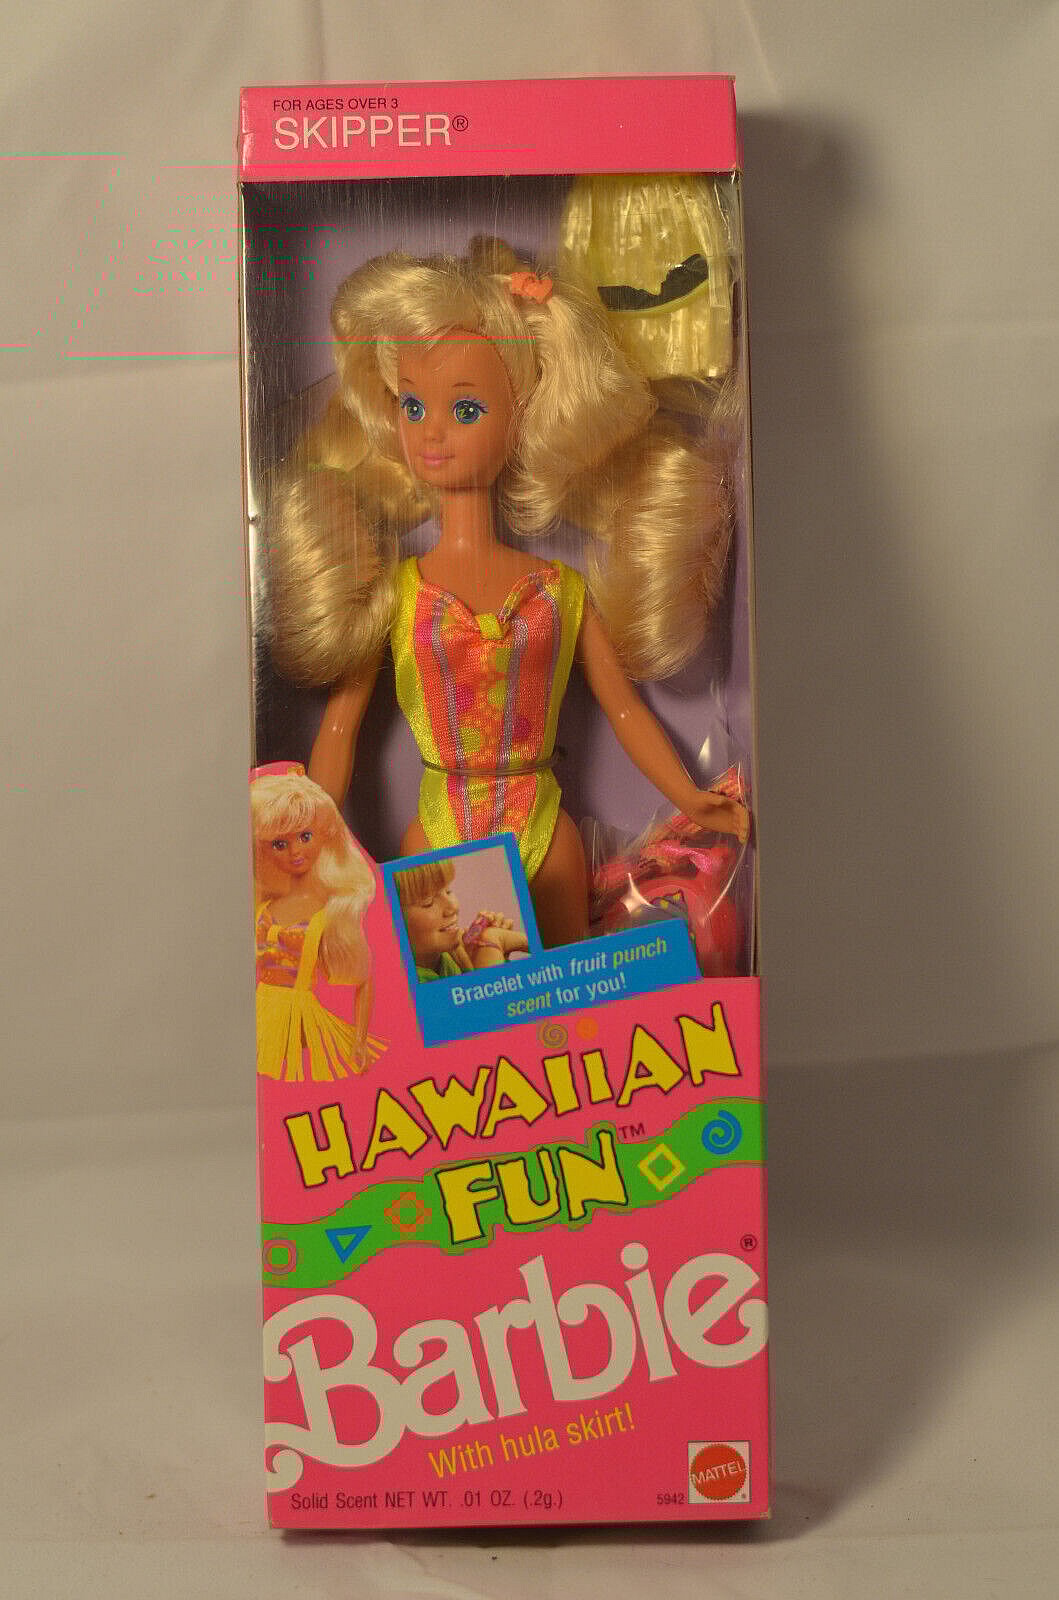 FOR AGES OVER 3
SKIPPER®
Bracelet with fruit punch
scent for you!
HAWAIIAN
FUN™
Barbie®
With hula skirt!
Solid Scent NET WT. .01 OZ. (.2g.)
5942
MATTEL
®